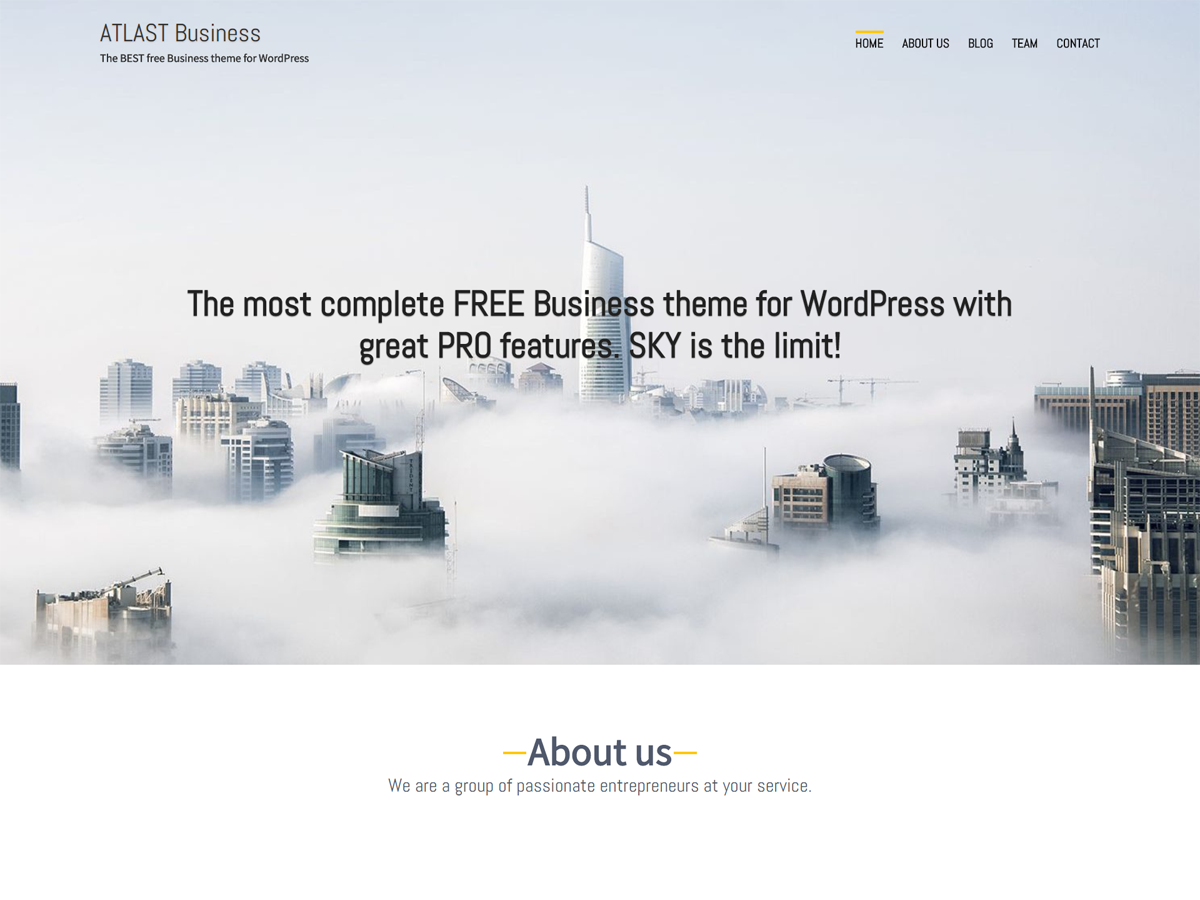 ATLAST Business
The BEST free Business theme for WordPress
HOME ABOUT US BLOG TEAM CONTACT
The most complete FREE Business theme for WordPress with
great PRO features. SKY is the limit!
About us
We are a group of passionate entrepreneurs at your service.